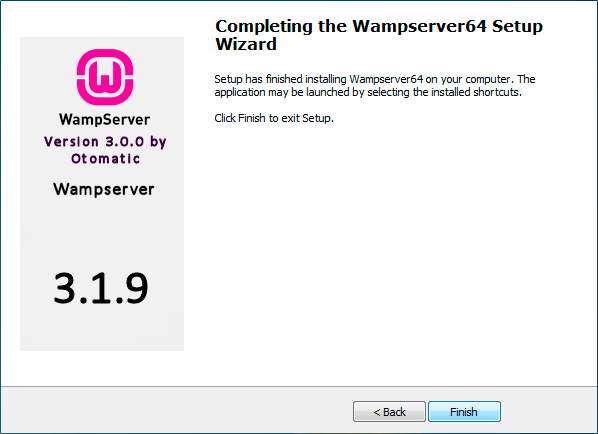 Completing the Wampserver64 Setup
Wizard
Setup has finished installing Wampserver64 on your computer. The
application may be launched by selecting the installed shortcuts.
Click Finish to exit Setup.
W
WampServer
Version 3.0.0 by
Otomatic
Wampserver
3.1.9
< Back
Finish